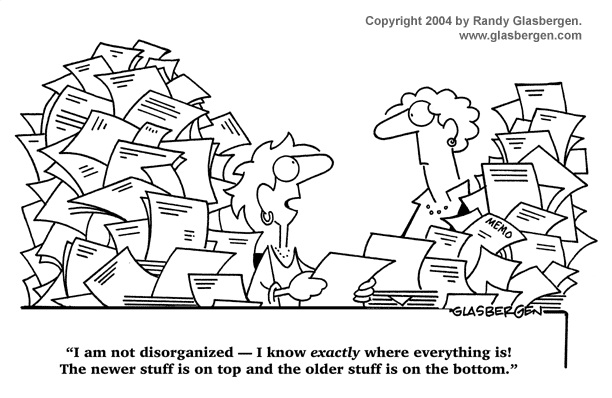 Copyright 2004 by Randy Glasbergen.
www.glasbergen.com
MEMO
GLASBERGEN
“I am not disorganized — I know exactly where everything is!
The newer stuff is on top and the older stuff is on the bottom.”